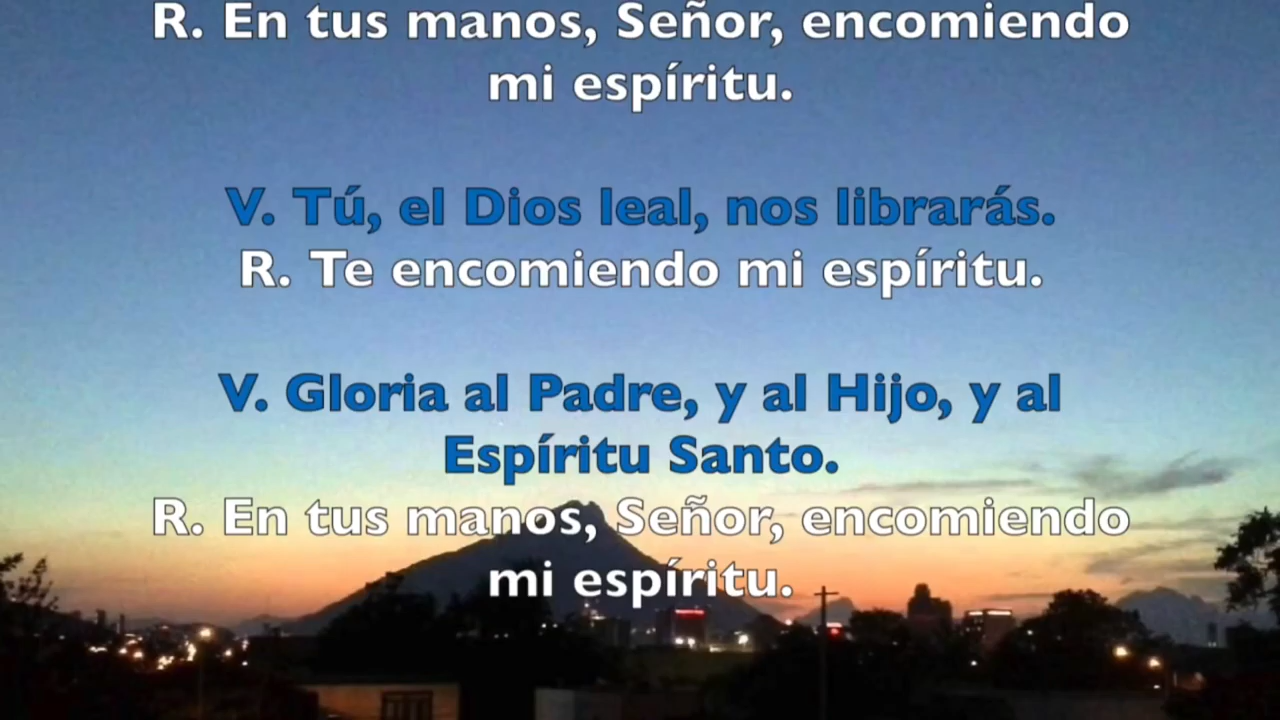 R. En tus manos, Señor, encomiendo
mi espíritu.
V. Tú, el Dios leal, nos librarás.
R. Te encomiendo mi espíritu.
V. Gloria al Padre, y al Hijo, y al
Espíritu Santo.
R. En tus manos, Señor, encomiendo
mi espíritu.